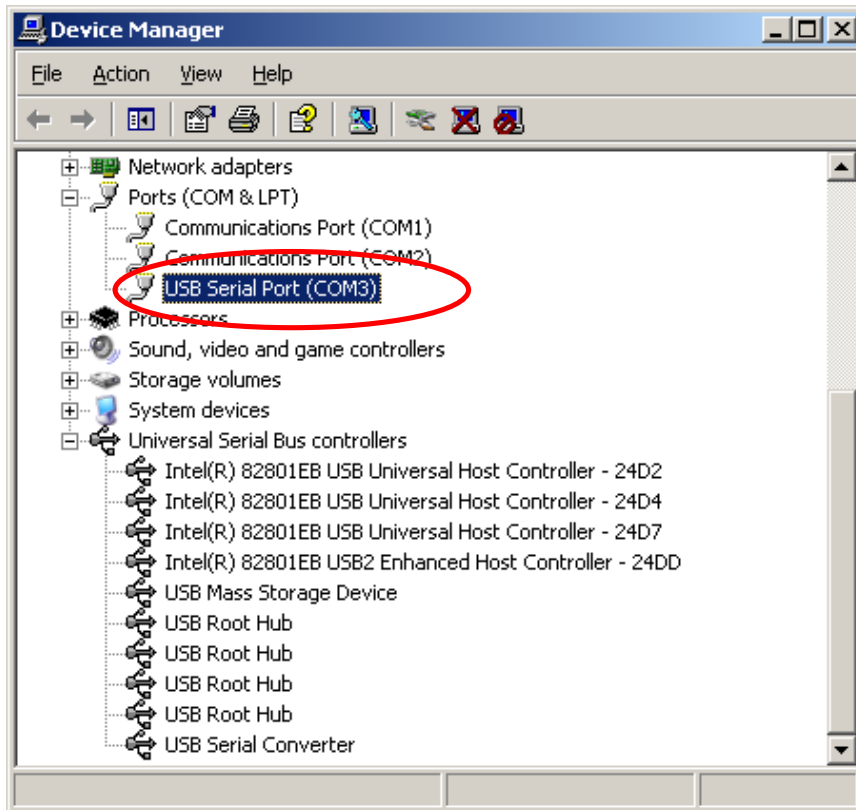 Device Manager
File Action View Help
Network adapters
Ports (COM & LPT)
Communications Port (COM1)
Communications Port (COM2)
USB Serial Port (COM3)
Processors
Sound, video and game controllers
Storage volumes
System devices
Universal Serial Bus controllers
Intel(R) 82801EB USB Universal Host Controller - 24D2
Intel(R) 82801EB USB Universal Host Controller - 24D4
Intel(R) 82801EB USB Universal Host Controller - 24D7
Intel(R) 82801EB USB2 Enhanced Host Controller - 24DD
USB Mass Storage Device
USB Root Hub
USB Root Hub
USB Root Hub
USB Root Hub
USB Serial Converter